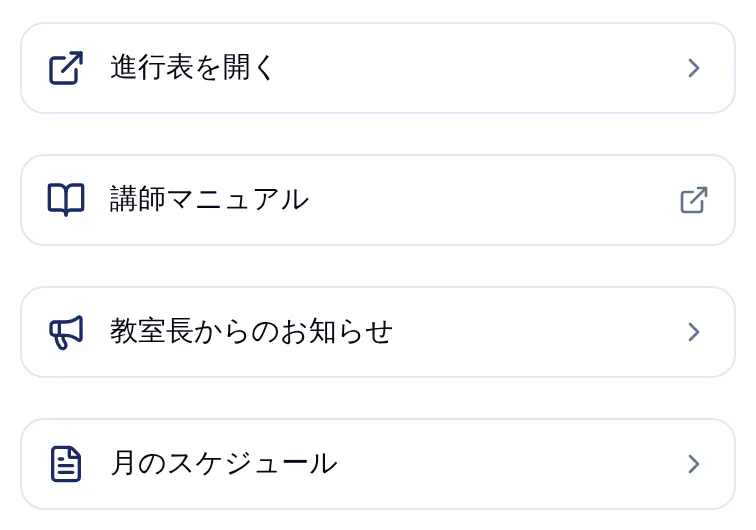 進行表を開く
講師マニュアル
教室長からのお知らせ
月のスケジュール